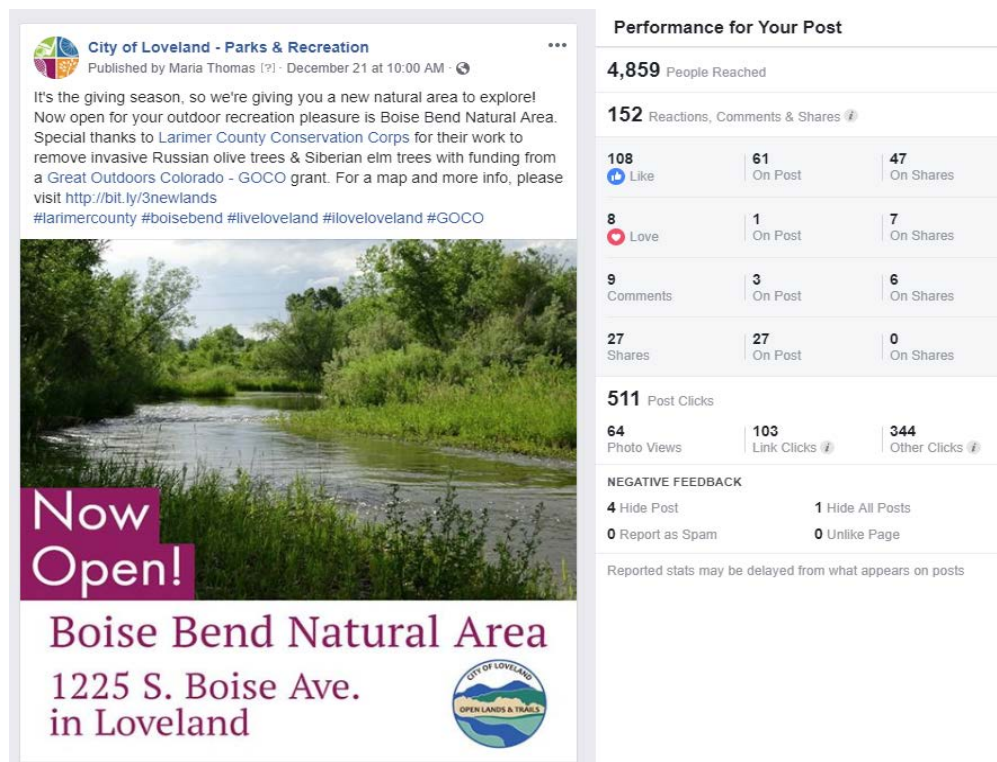 City of Loveland - Parks & Recreation
Published by Maria Thomas [?] · December 21 at 10:00 AM ·
It's the giving season, so we're giving you a new natural area to explore!
Now open for your outdoor recreation pleasure is Boise Bend Natural Area.
Special thanks to Larimer County Conservation Corps for their work to
remove invasive Russian olive trees & Siberian elm trees with funding from
a Great Outdoors Colorado - GOCO grant. For a map and more info, please
visit http://bit.ly/3newlands
#larimercounty #boisebend #liveloveland #iloveloveland #GOCO
Now
Open!
Boise Bend Natural Area
1225 S. Boise Ave.
in Loveland
CITY OF LOVELAND
OPEN LANDS & TRAILS
Performance for Your Post
4,859 People Reached
152 Reactions, Comments & Shares
108 61 47
Like On Post On Shares
8 1 7
Love On Post On Shares
9 3 6
Comments On Post On Shares
27 27 0
Shares On Post On Shares
511 Post Clicks
64 103 344
Photo Views Link Clicks Other Clicks
NEGATIVE FEEDBACK
4 Hide Post 1 Hide All Posts
0 Report as Spam 0 Unlike Page
Reported stats may be delayed from what appears on posts